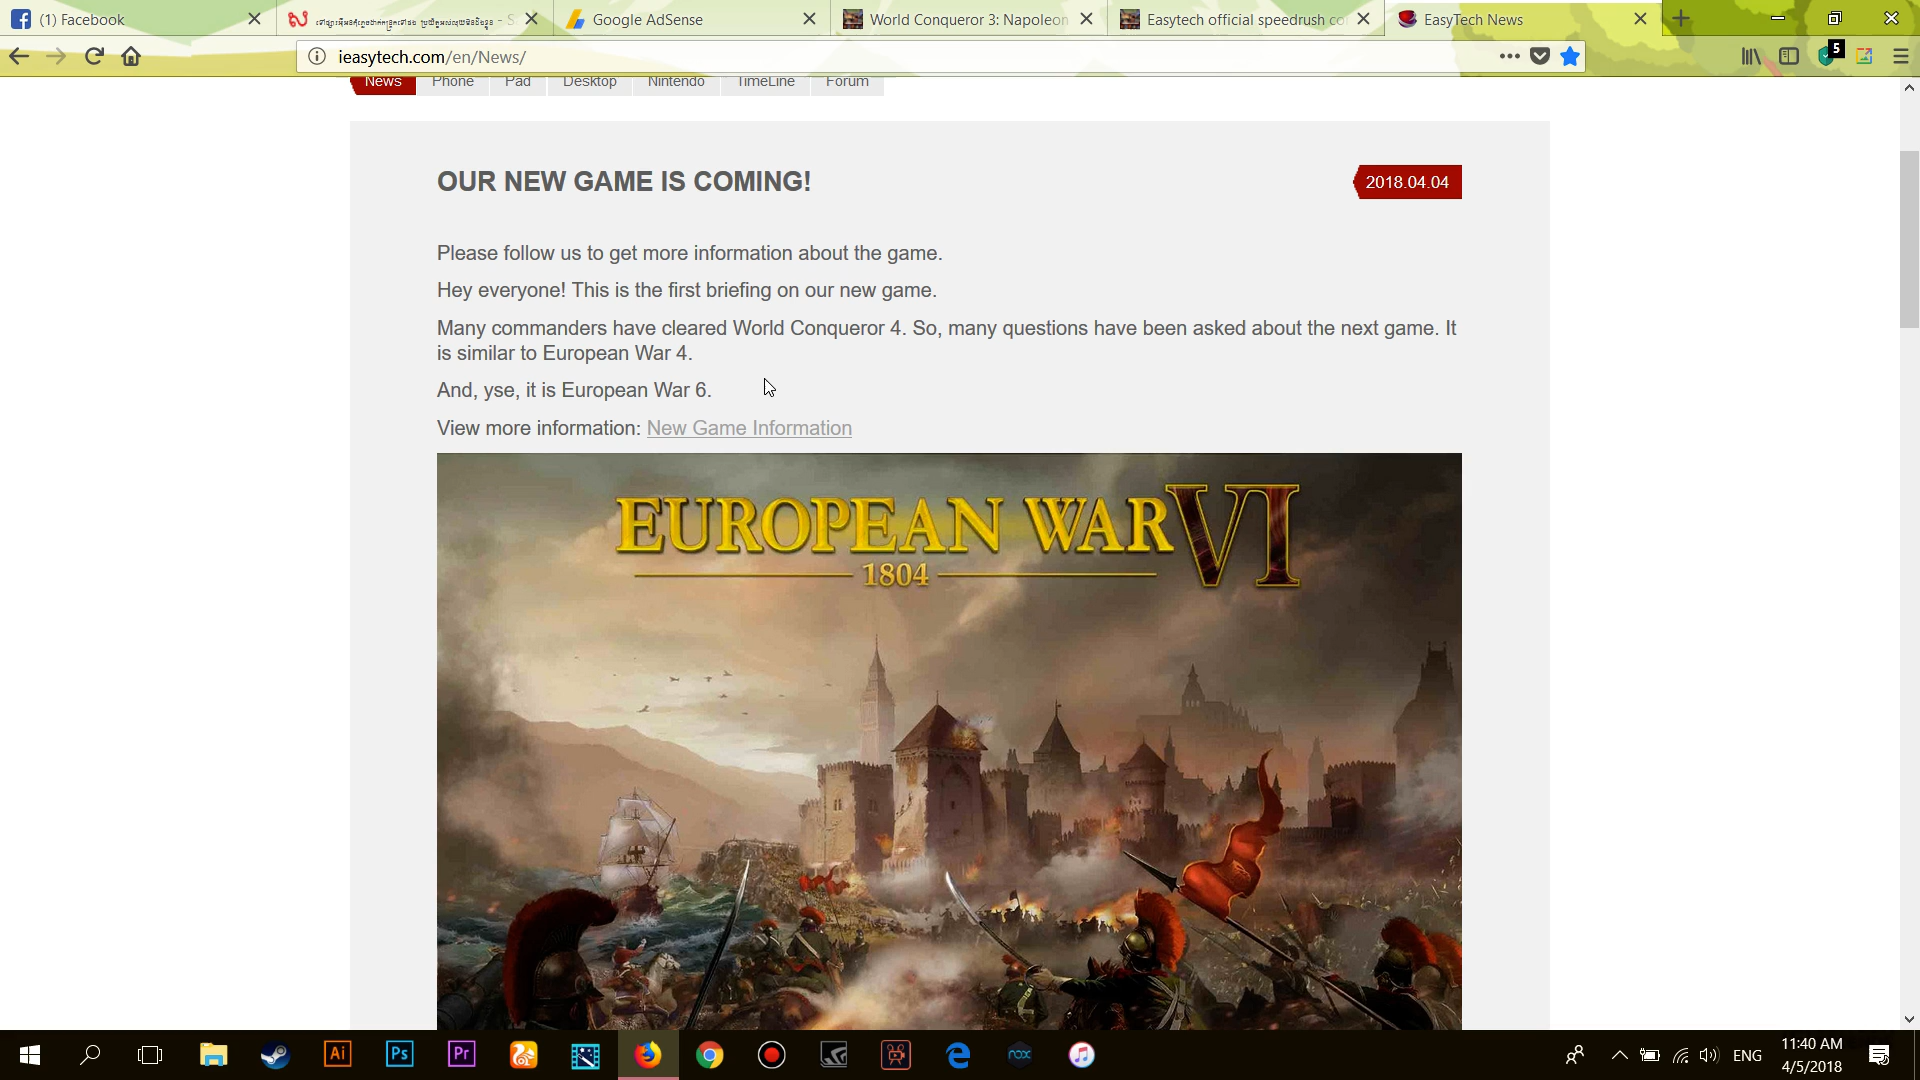 (1) Facebook
Google AdSense
World Conqueror 3: Napoleon
Easytech official speedrush co
EasyTech News
ieasytech.com/en/News/
5
News
Phone
Pad
Desktop
Nintendo
TimeLine
Forum
OUR NEW GAME IS COMING!
2018.04.04
Please follow us to get more information about the game.
Hey everyone! This is the first briefing on our new game.
Many commanders have cleared World Conqueror 4. So, many questions have been asked about the next game. It
is similar to European War 4.
And, yse, it is European War 6.
View more information: New Game Information
EUROPEAN WAR VI
1804
Ai
Ps
Pr
nox
ENG
11:40 AM
4/5/2018